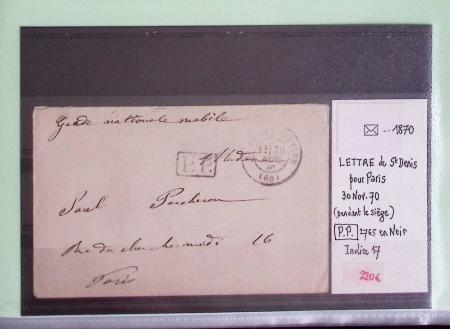 Garde nationale mobile
P.P.
(60)
Paul Percheron
Rue du cherche midi 16
Paris
1870
LETTRE de St Denis
pour Paris
30 Nov. 70
(pendant le siège)
P.P. 2765 en Noir
Indice 17
220€